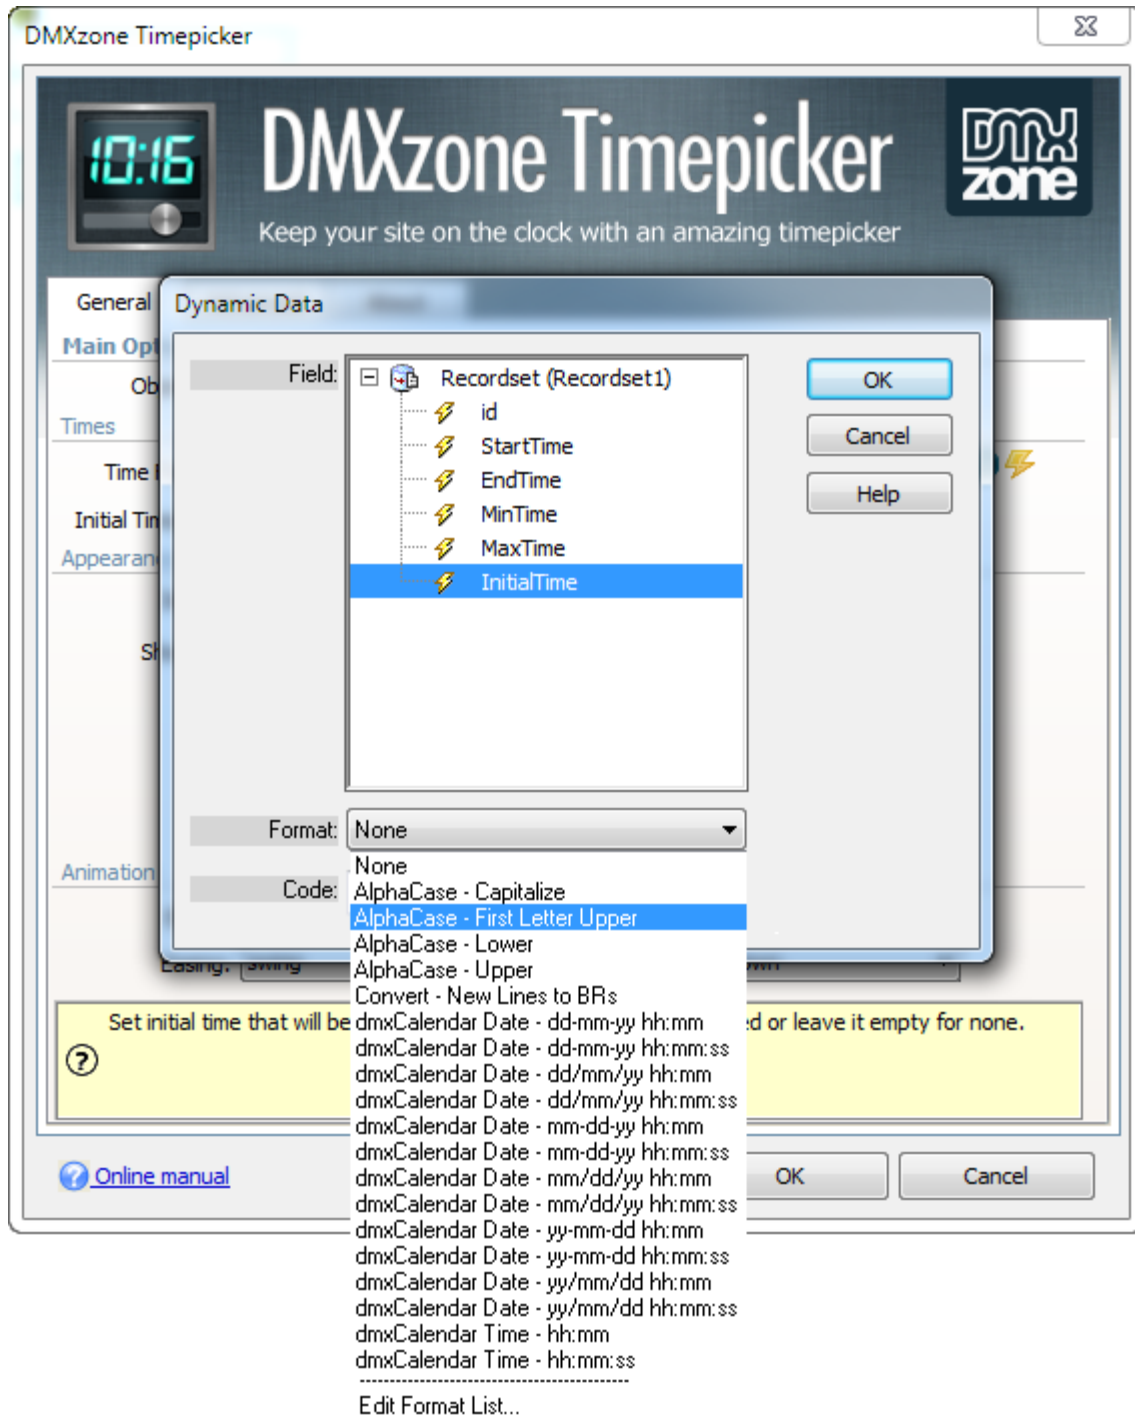 DMXzone Timepicker
10:16
DMXzone Timepicker
DMX
zone
Keep your site on the clock with an amazing timepicker
General
Dynamic Data
Main Opt
Field:
Recordset (Recordset1)
OK
Ob
id
Times
StartTime
Cancel
Time
EndTime
Help
MinTime
Initial Tim
MaxTime
Appearan
InitialTime
Sh
Format:
None
None
Animation
Code:
AlphaCase - Capitalize
AlphaCase - First Letter Upper
AlphaCase - Lower
Easing: swing
AlphaCase - Upper
Convert - New Lines to BRs
Set initial time that will be
ed or leave it empty for none.
dmxCalendar Date - dd-mm-yy hh:mm
dmxCalendar Date - dd-mm-yy hh:mm:ss
dmxCalendar Date - dd/mm/yy hh:mm
dmxCalendar Date - dd/mm/yy hh:mm:ss
dmxCalendar Date - mm-dd-yy hh:mm
dmxCalendar Date - mm-dd-yy hh:mm:ss
dmxCalendar Date - mm/dd/yy hh:mm
dmxCalendar Date - mm/dd/yy hh:mm:ss
dmxCalendar Date - yy-mm-dd hh:mm
dmxCalendar Date - yy-mm-dd hh:mm:ss
dmxCalendar Date - yy/mm/dd hh:mm
dmxCalendar Date - yy/mm/dd hh:mm:ss
dmxCalendar Time - hh:mm
dmxCalendar Time - hh:mm:ss
------------------------------------------
Edit Format List...
Online manual
OK
Cancel